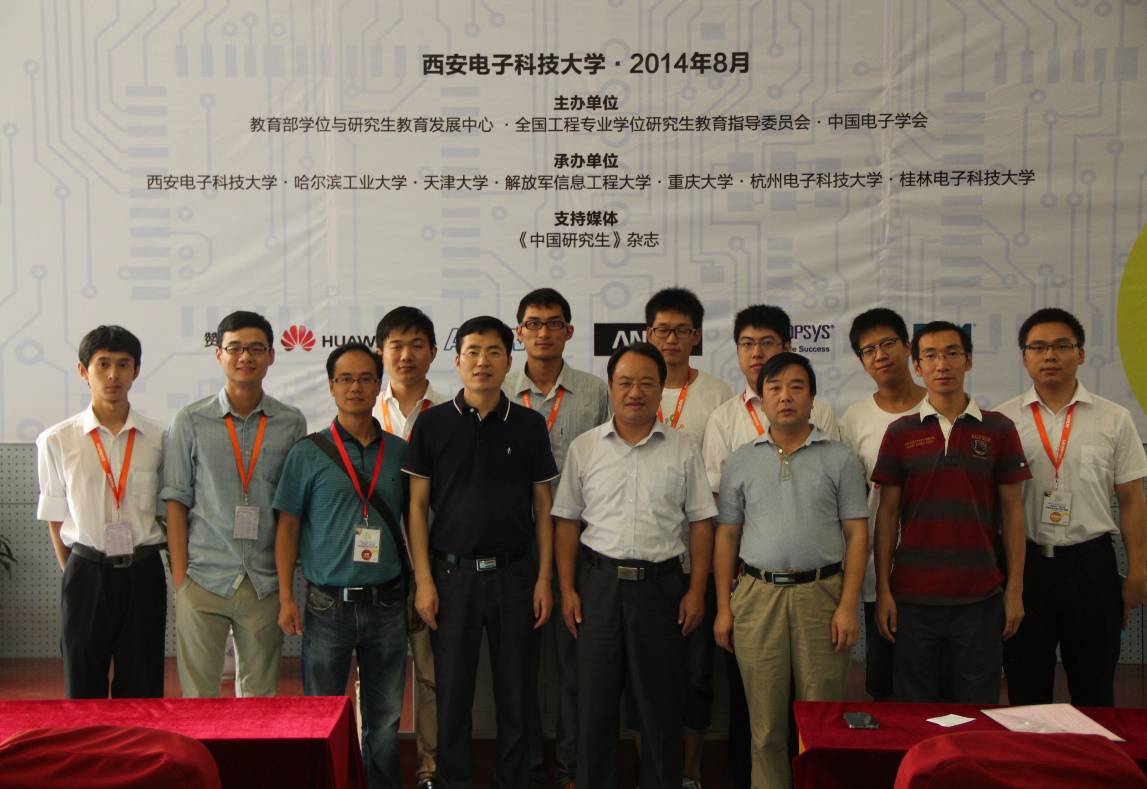 西安电子科技大学·2014年8月
主办单位
教育部学位与研究生教育发展中心 ·全国工程专业学位研究生教育指导委员会·中国电子学会
承办单位
西安电子科技大学·哈尔滨工业大学·天津大学·解放军信息工程大学·重庆大学·杭州电子科技大学·桂林电子科技大学
支持媒体
《中国研究生》杂志
赞 HUAW AN OPSYS®
Success